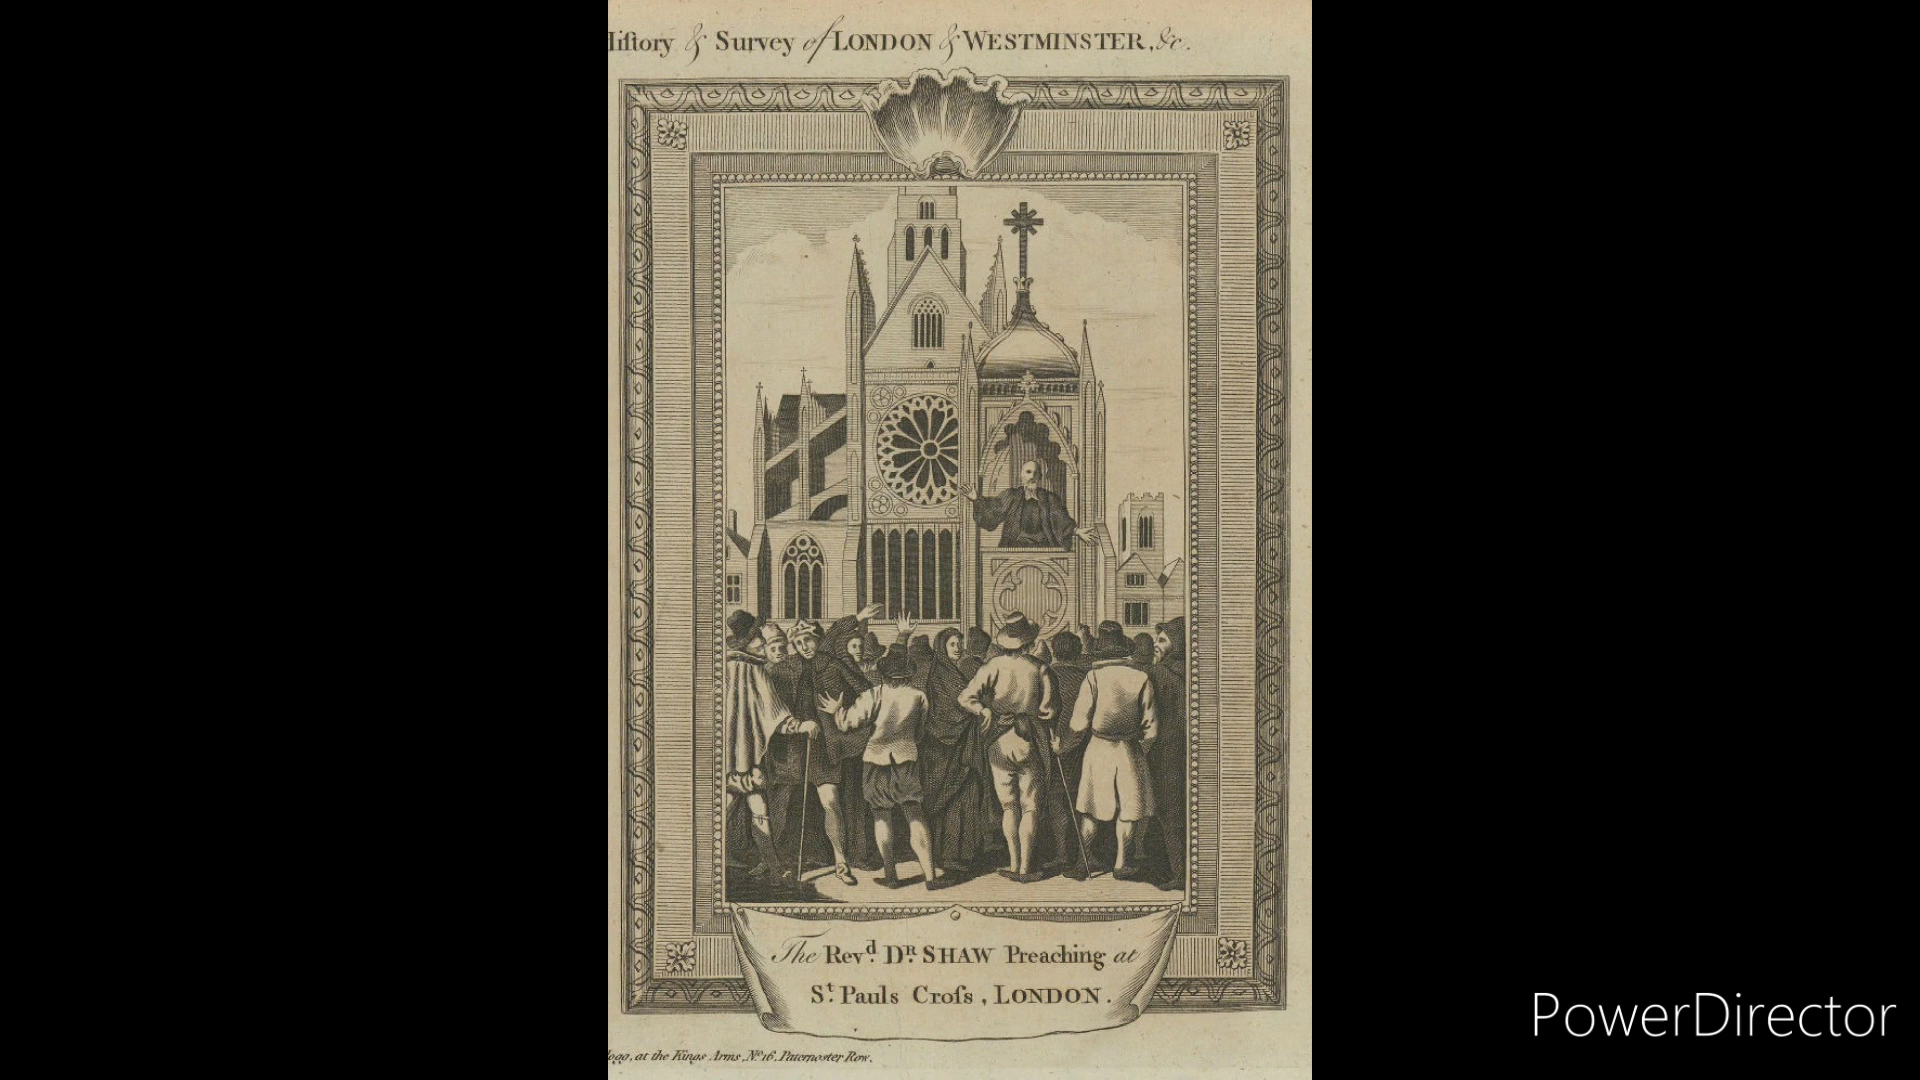 Hiſtory & Survey of LONDON & WESTMINSTER, &c.
The Revd. Dr. SHAW Preaching at
St. Pauls Croſs, LONDON.
at the Kings Arms, No. 16, Paternoster Row.
PowerDirector